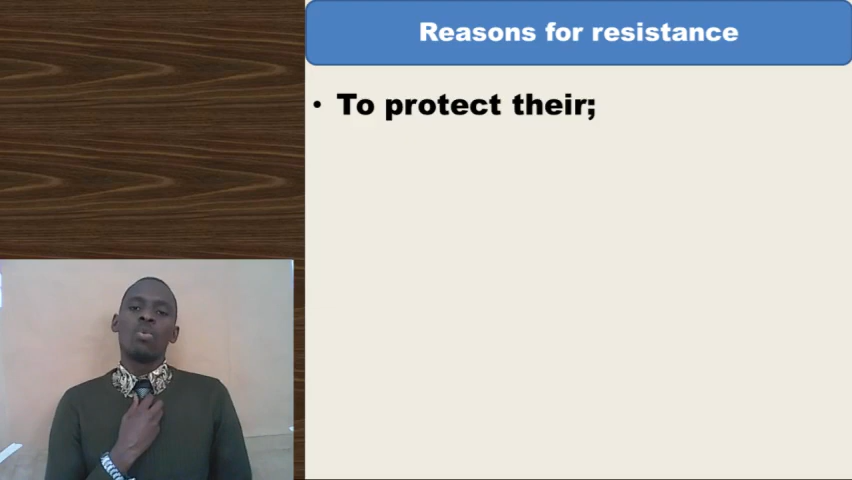 Reasons for resistance
• To protect their;